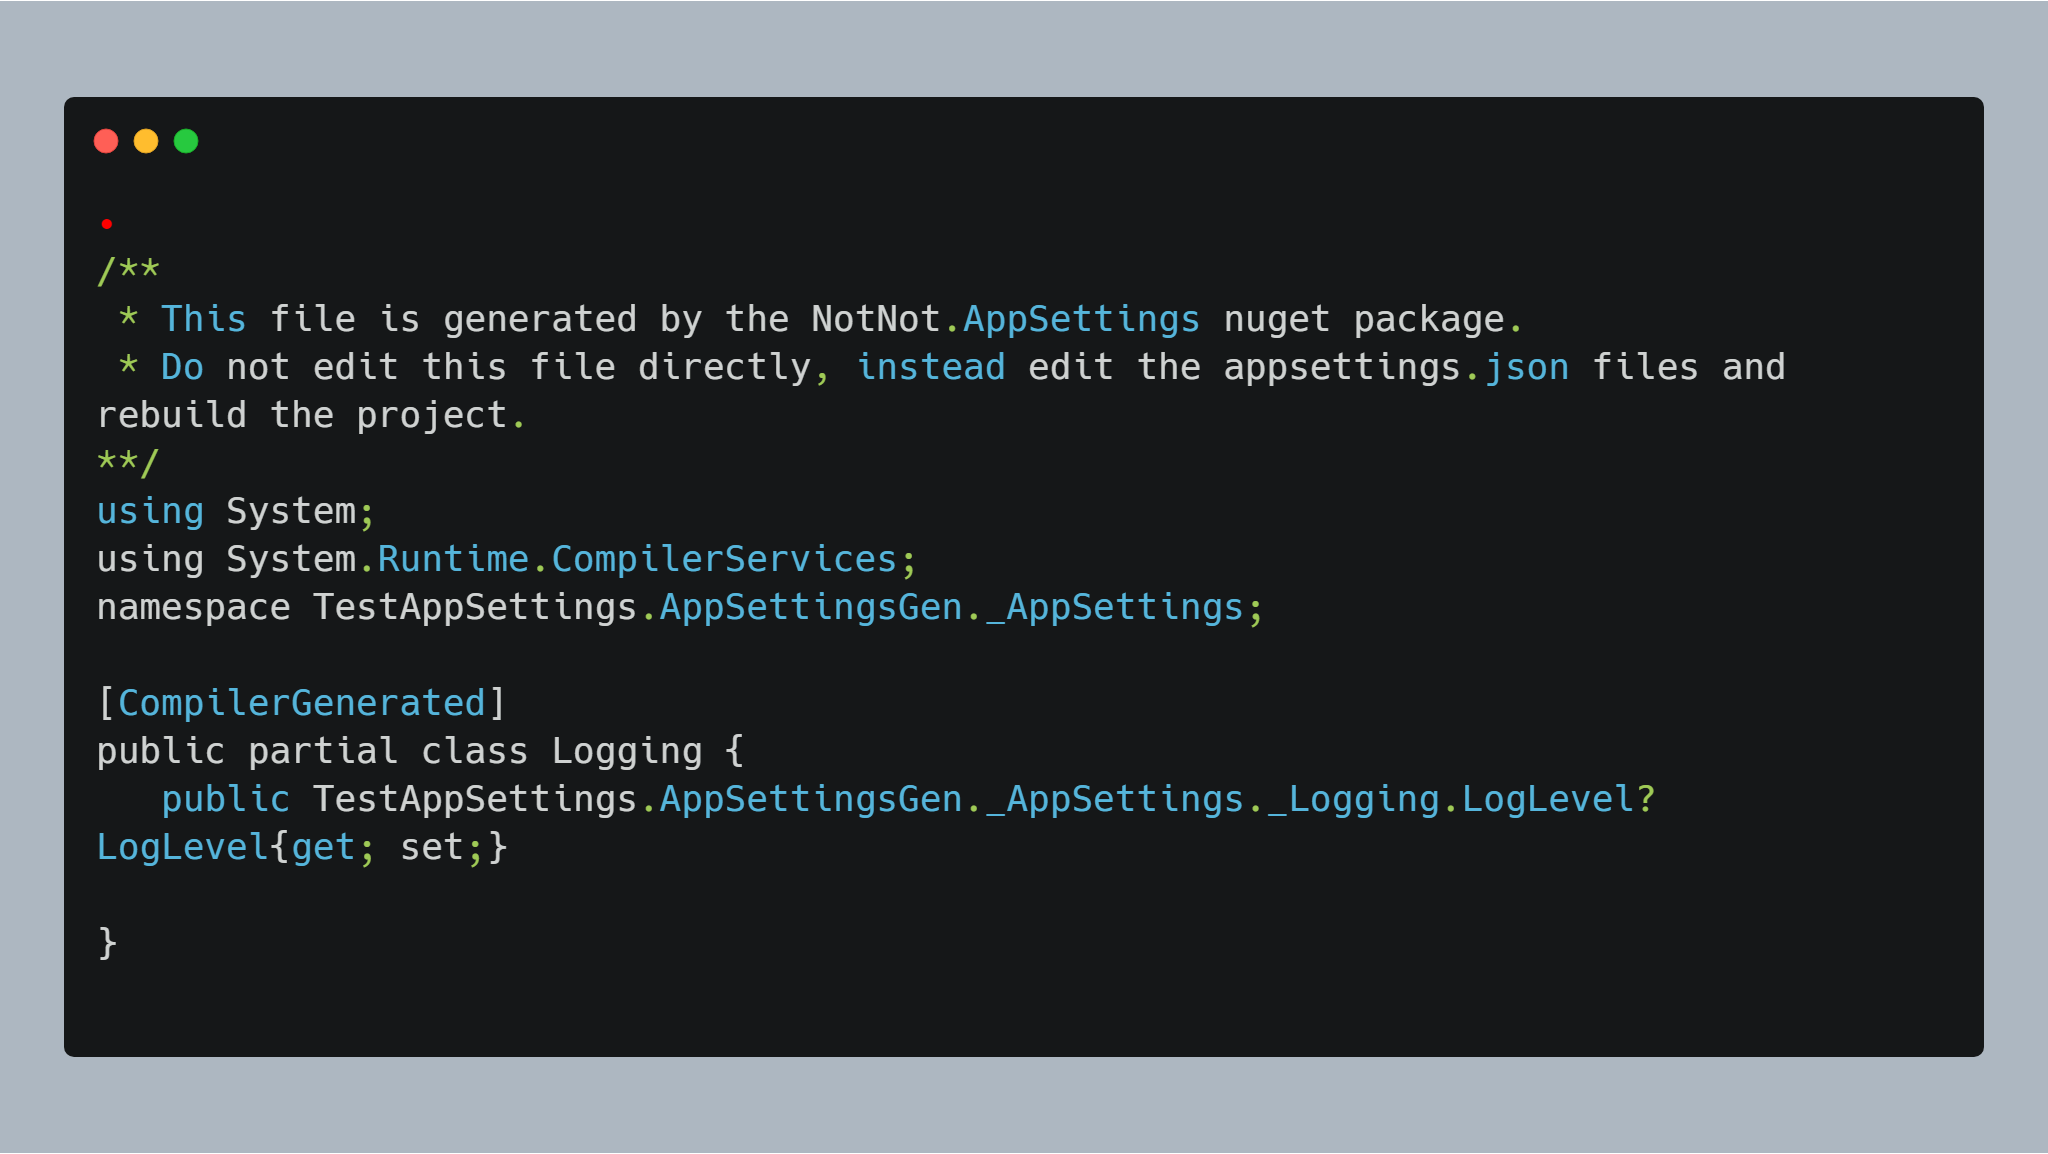 /**
 * This file is generated by the NotNot.AppSettings nuget package.
 * Do not edit this file directly, instead edit the appsettings.json files and
rebuild the project.
**/
using System;
using System.Runtime.CompilerServices;
namespace TestAppSettings.AppSettingsGen._AppSettings;

[CompilerGenerated]
public partial class Logging {
   public TestAppSettings.AppSettingsGen._AppSettings._Logging.LogLevel?
LogLevel{get; set;}

}